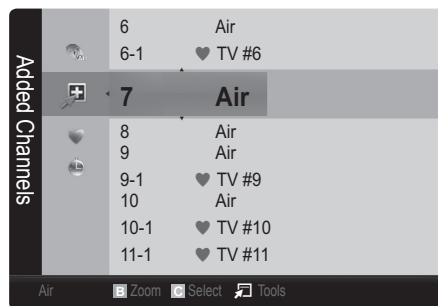 Added Channels
6 Air
6-1 ♥ TV #6
7 Air
8 Air
9 Air
9-1 ♥ TV #9
10 Air
10-1 ♥ TV #10
11-1 ♥ TV #11
Air B Zoom C Select Tools